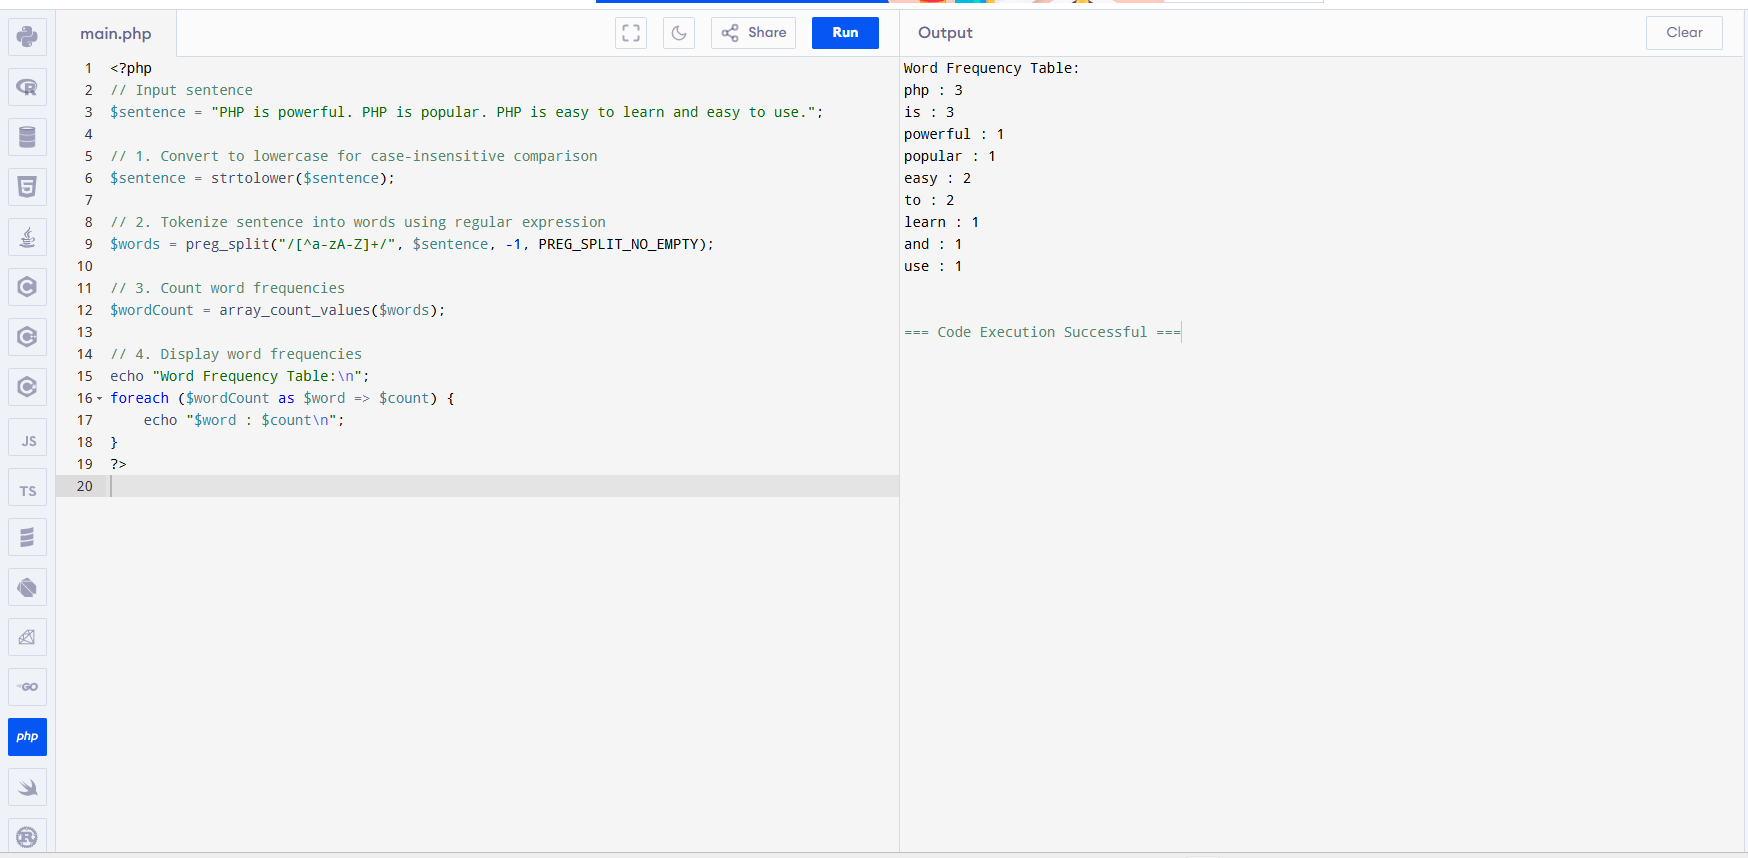 main.php
Share
Run
Output
Clear
1 <?php
2 // Input sentence
3 $sentence = "PHP is powerful. PHP is popular. PHP is easy to learn and easy to use.";
4
5 // 1. Convert to lowercase for case-insensitive comparison
6 $sentence = strtolower($sentence);
7
8 // 2. Tokenize sentence into words using regular expression
9 $words = preg_split("/[^a-zA-Z]+/", $sentence, -1, PREG_SPLIT_NO_EMPTY);
10
11 // 3. Count word frequencies
12 $wordCount = array_count_values($words);
13
14 // 4. Display word frequencies
15 echo "Word Frequency Table:\n";
16 foreach ($wordCount as $word => $count) {
17     echo "$word : $count\n";
18 }
19 ?>
20
Word Frequency Table:
php : 3
is : 3
powerful : 1
popular : 1
easy : 2
to : 2
learn : 1
and : 1
use : 1
=== Code Execution Successful ===
R
5
C
C
C
JS
TS
GO
php
R